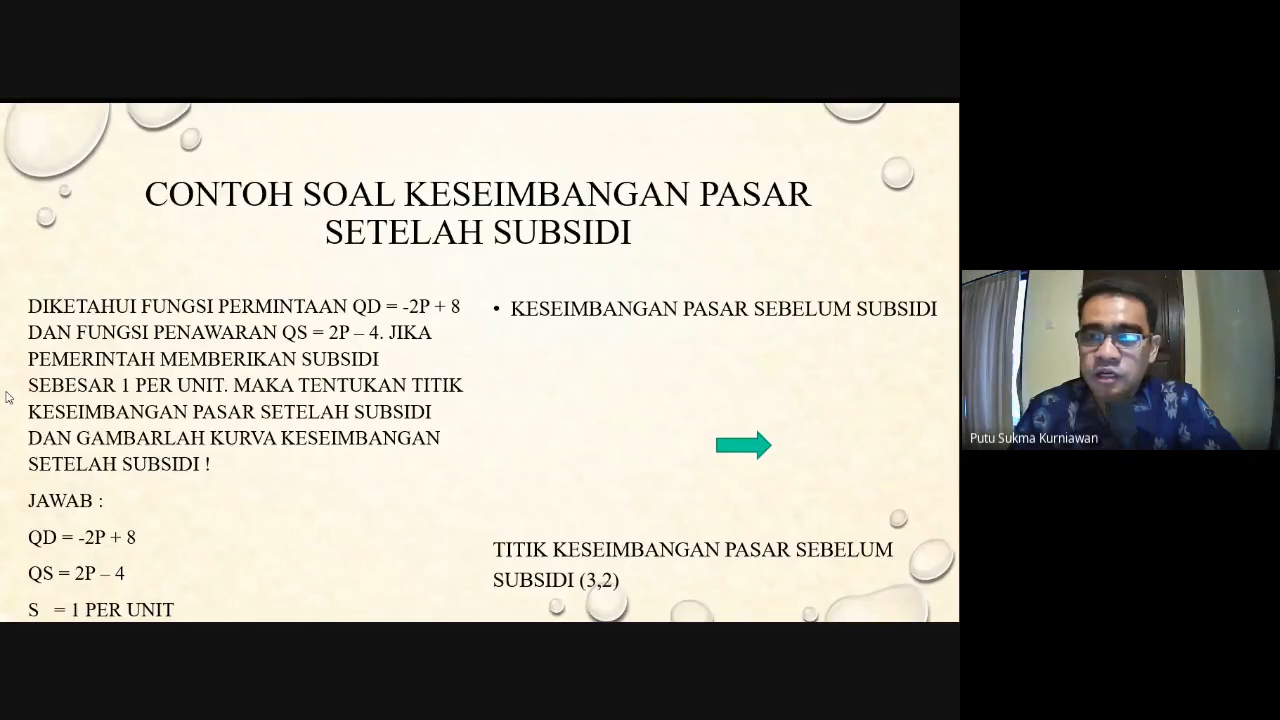 CONTOH SOAL KESEIMBANGAN PASAR
SETELAH SUBSIDI
DIKETAHUI FUNGSI PERMINTAAN QD = -2P + 8
DAN FUNGSI PENAWARAN QS = 2P – 4. JIKA
PEMERINTAH MEMBERIKAN SUBSIDI
SEBESAR 1 PER UNIT. MAKA TENTUKAN TITIK
KESEIMBANGAN PASAR SETELAH SUBSIDI
DAN GAMBARLAH KURVA KESEIMBANGAN
SETELAH SUBSIDI !
JAWAB :
QD = -2P + 8
QS = 2P – 4
S = 1 PER UNIT
• KESEIMBANGAN PASAR SEBELUM SUBSIDI
TITIK KESEIMBANGAN PASAR SEBELUM
SUBSIDI (3,2)
Putu Sukma Kurniawan